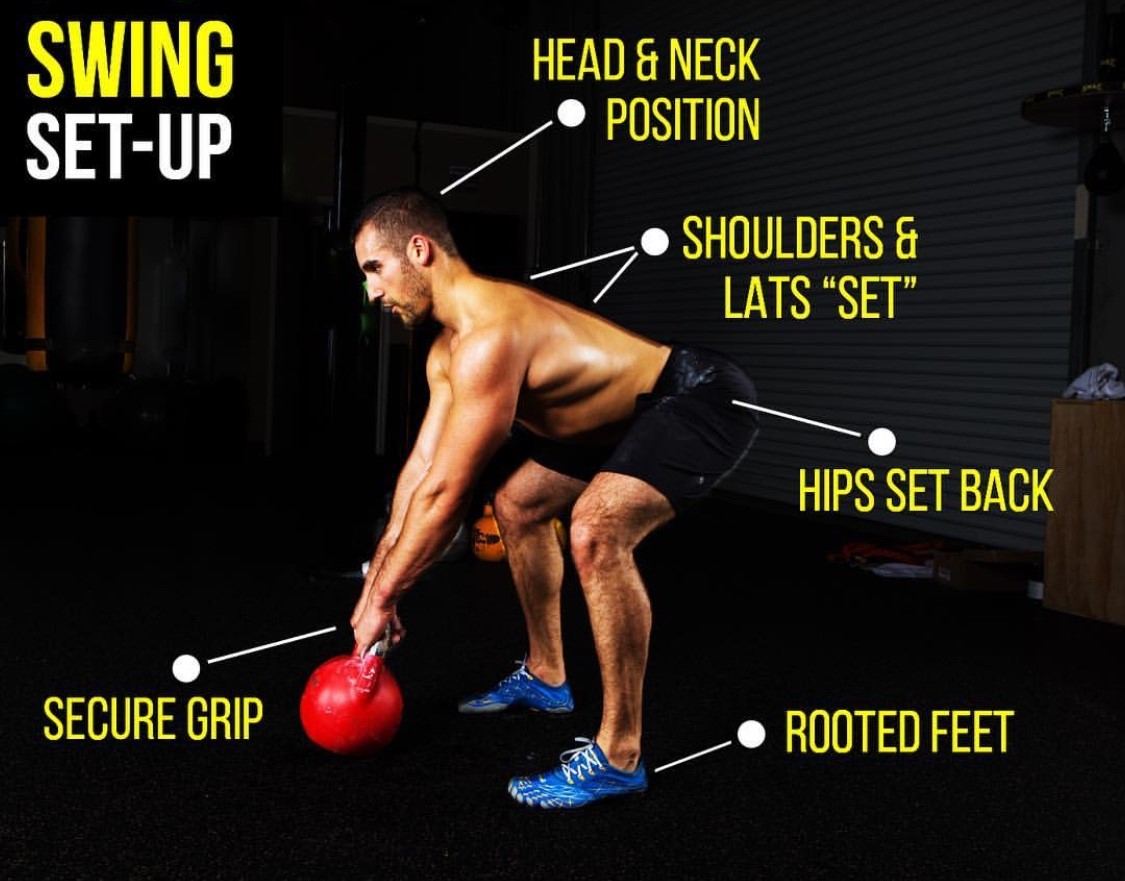 SWING
SET-UP
HEAD & NECK
POSITION
SHOULDERS &
LATS “SET”
HIPS SET BACK
SECURE GRIP
ROOTED FEET